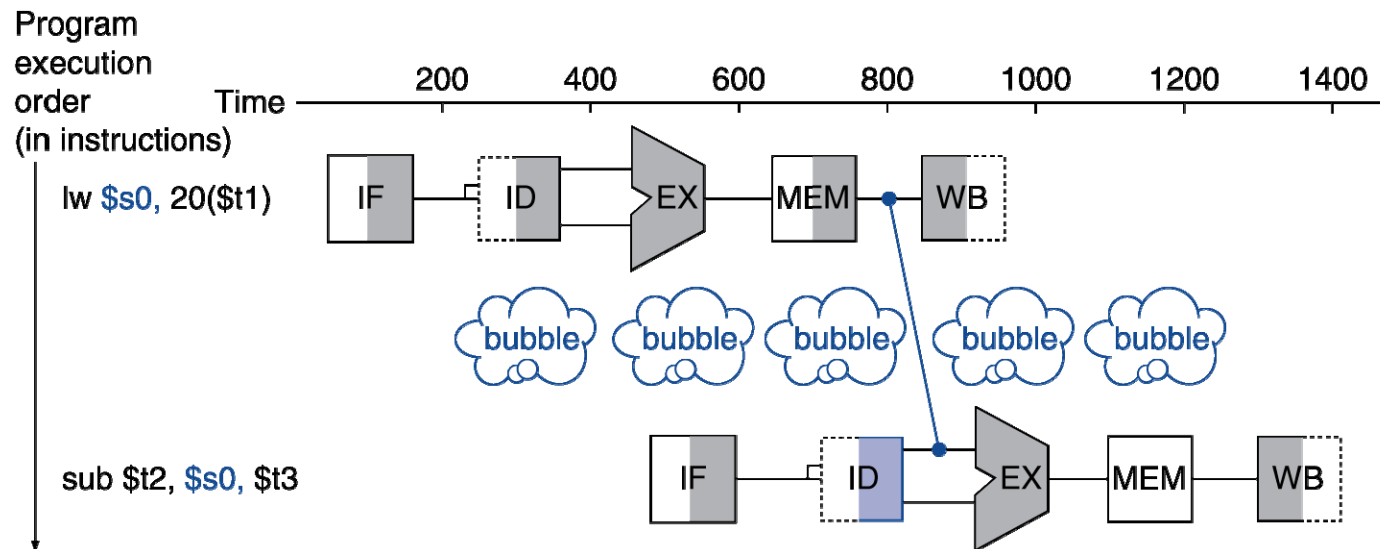 Program
execution
order
(in instructions)
Time
200 400 600 800 1000 1200 1400
lw $s0, 20($t1)
IF ID EX MEM WB
bubble bubble bubble bubble bubble
sub $t2, $s0, $t3
IF ID EX MEM WB